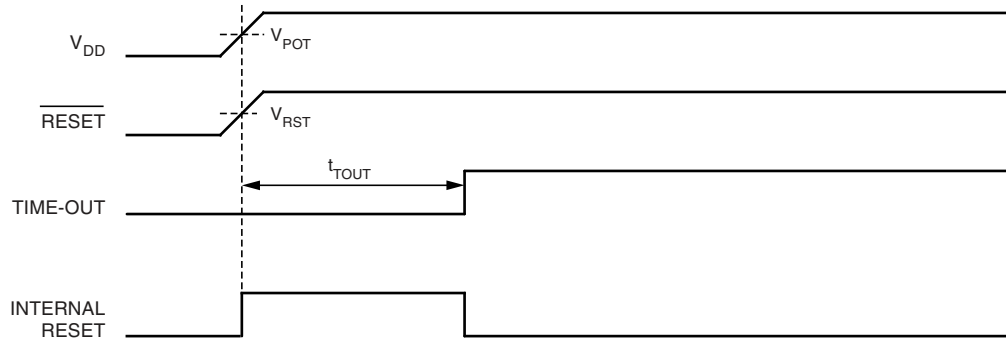 VDD
VPOT
RESET
VRST
tTOUT
TIME-OUT
INTERNAL
RESET